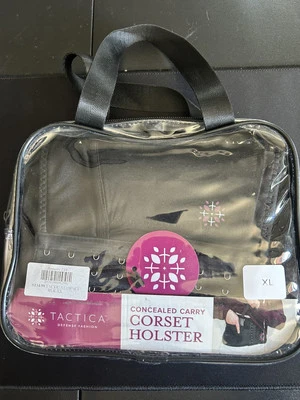 XL
TACTICA
DEFENSE FASHION
CONCEALED CARRY
CORSET
HOLSTER